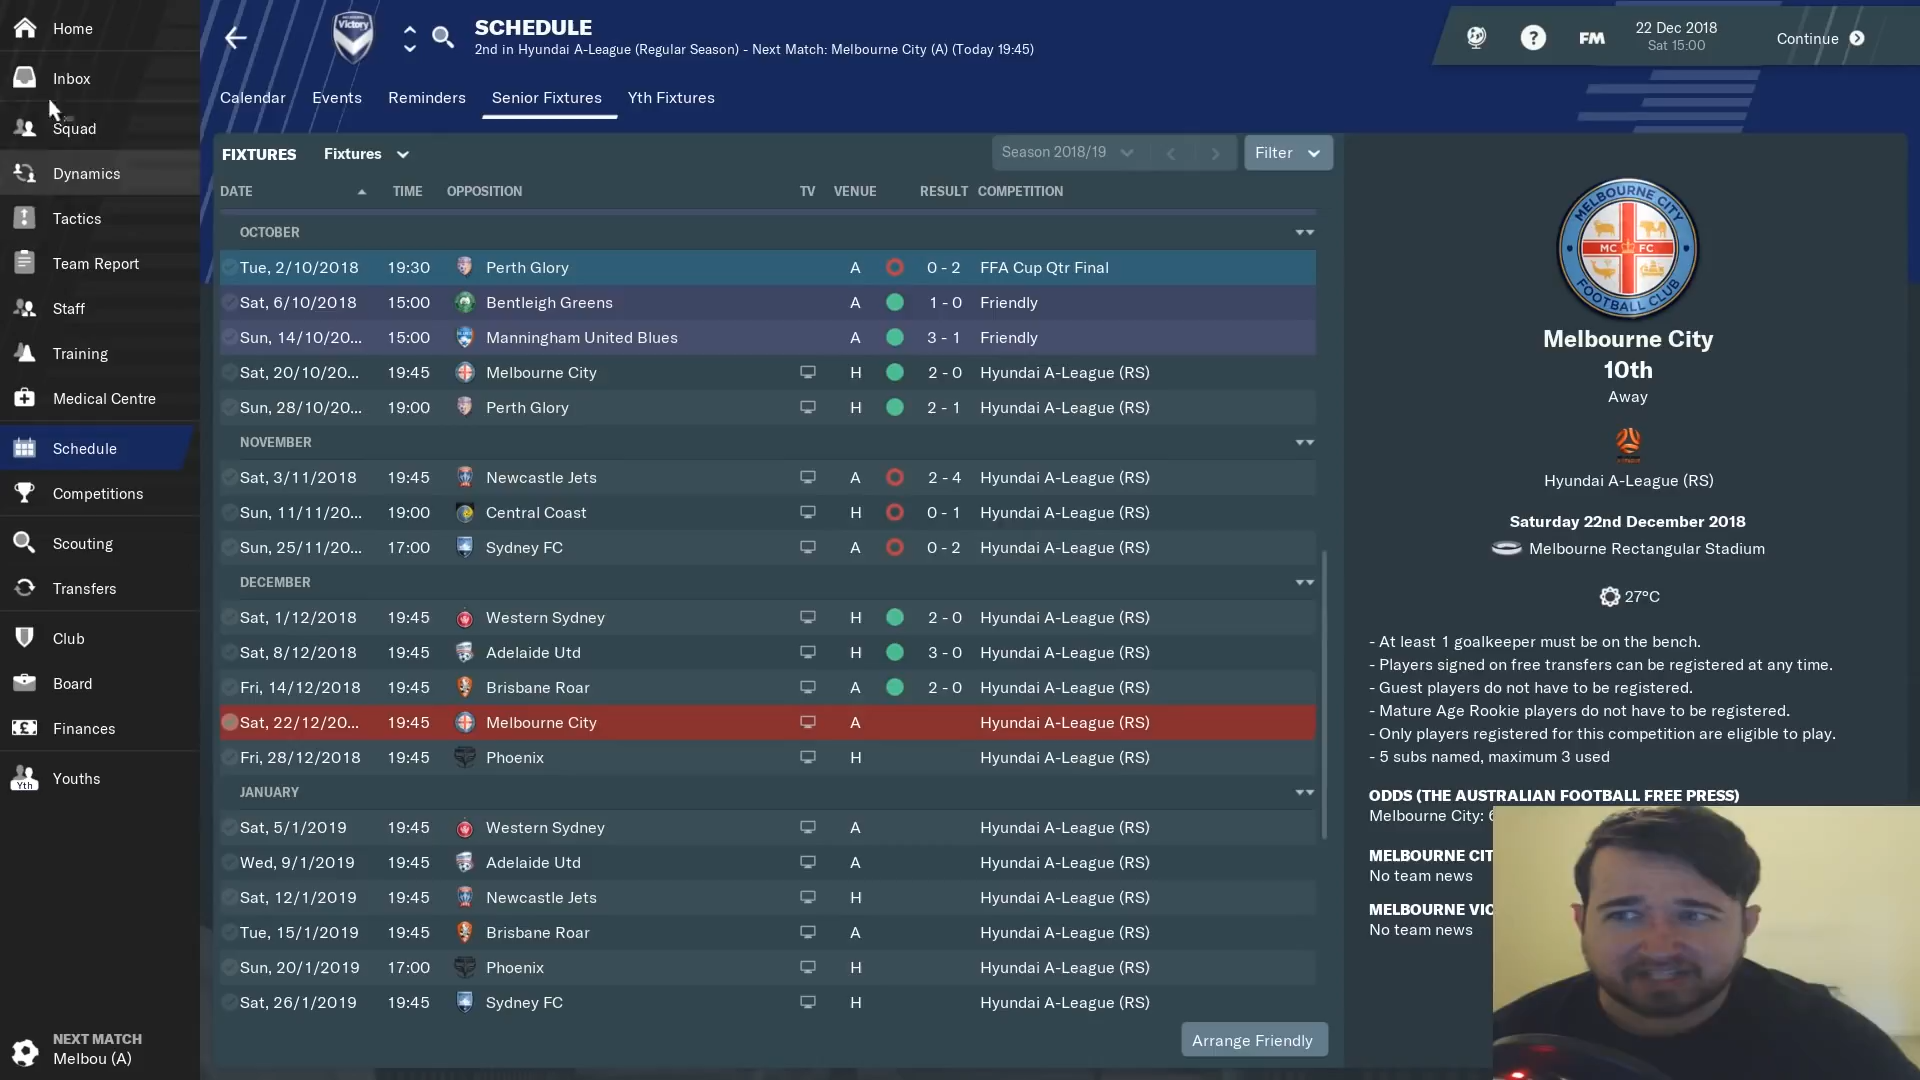 Home
Inbox
Squad
Dynamics
Tactics
Team Report
Staff
Training
Medical Centre
Schedule
Competitions
Scouting
Transfers
Club
Board
Finances
Yth Youths
NEXT MATCH
Melbou (A)
Victory
SCHEDULE
2nd in Hyundai A-League (Regular Season) - Next Match: Melbourne City (A) (Today 19:45)
? FM 22 Dec 2018 Continue
Sat 15:00
Calendar Events Reminders Senior Fixtures Yth Fixtures
FIXTURES Fixtures Season 2018/19 Filter
DATE TIME OPPOSITION TV VENUE RESULT COMPETITION
OCTOBER
Tue, 2/10/2018 19:30 Perth Glory A 0 - 2 FFA Cup Qtr Final
Sat, 6/10/2018 15:00 Bentleigh Greens A 1 - 0 Friendly
Sun, 14/10/20... 15:00 Manningham United Blues A 3 - 1 Friendly
Sat, 20/10/20... 19:45 Melbourne City H 2 - 0 Hyundai A-League (RS)
Sun, 28/10/20... 19:00 Perth Glory H 2 - 1 Hyundai A-League (RS)
NOVEMBER
Sat, 3/11/2018 19:45 Newcastle Jets A 2 - 4 Hyundai A-League (RS)
Sun, 11/11/20... 19:00 Central Coast H 0 - 1 Hyundai A-League (RS)
Sun, 25/11/20... 17:00 Sydney FC A 0 - 2 Hyundai A-League (RS)
DECEMBER
Sat, 1/12/2018 19:45 Western Sydney H 2 - 0 Hyundai A-League (RS)
Sat, 8/12/2018 19:45 Adelaide Utd H 3 - 0 Hyundai A-League (RS)
Fri, 14/12/2018 19:45 Brisbane Roar A 2 - 0 Hyundai A-League (RS)
Sat, 22/12/20... 19:45 Melbourne City A Hyundai A-League (RS)
Fri, 28/12/2018 19:45 Phoenix H Hyundai A-League (RS)
JANUARY
Sat, 5/1/2019 19:45 Western Sydney A Hyundai A-League (RS)
Wed, 9/1/2019 19:45 Adelaide Utd A Hyundai A-League (RS)
Sat, 12/1/2019 19:45 Newcastle Jets H Hyundai A-League (RS)
Tue, 15/1/2019 19:45 Brisbane Roar A Hyundai A-League (RS)
Sun, 20/1/2019 17:00 Phoenix H Hyundai A-League (RS)
Sat, 26/1/2019 19:45 Sydney FC H Hyundai A-League (RS)
Arrange Friendly
MELBOURNE CITY
MC FC
FOOTBALL CLUB
Melbourne City
10th
Away
Hyundai A-League (RS)
Saturday 22nd December 2018
Melbourne Rectangular Stadium
27°C
- At least 1 goalkeeper must be on the bench.
- Players signed on free transfers can be registered at any time.
- Guest players do not have to be registered.
- Mature Age Rookie players do not have to be registered.
- Only players registered for this competition are eligible to play.
- 5 subs named, maximum 3 used
ODDS (THE AUSTRALIAN FOOTBALL FREE PRESS)
Melbourne City:
MELBOURNE CIT
No team news
MELBOURNE VIC
No team news